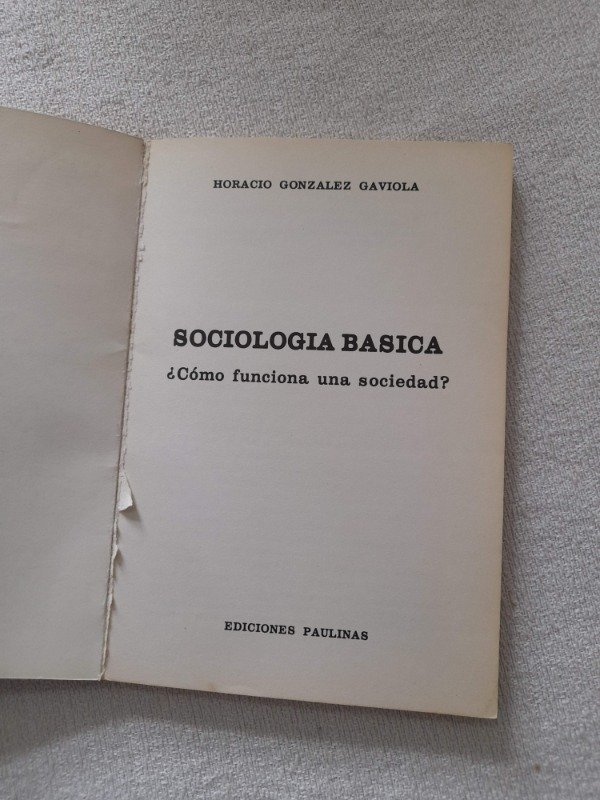 HORACIO GONZALEZ GAVIOLA
SOCIOLOGIA BASICA
¿Cómo funciona una sociedad?
EDICIONES PAULINAS